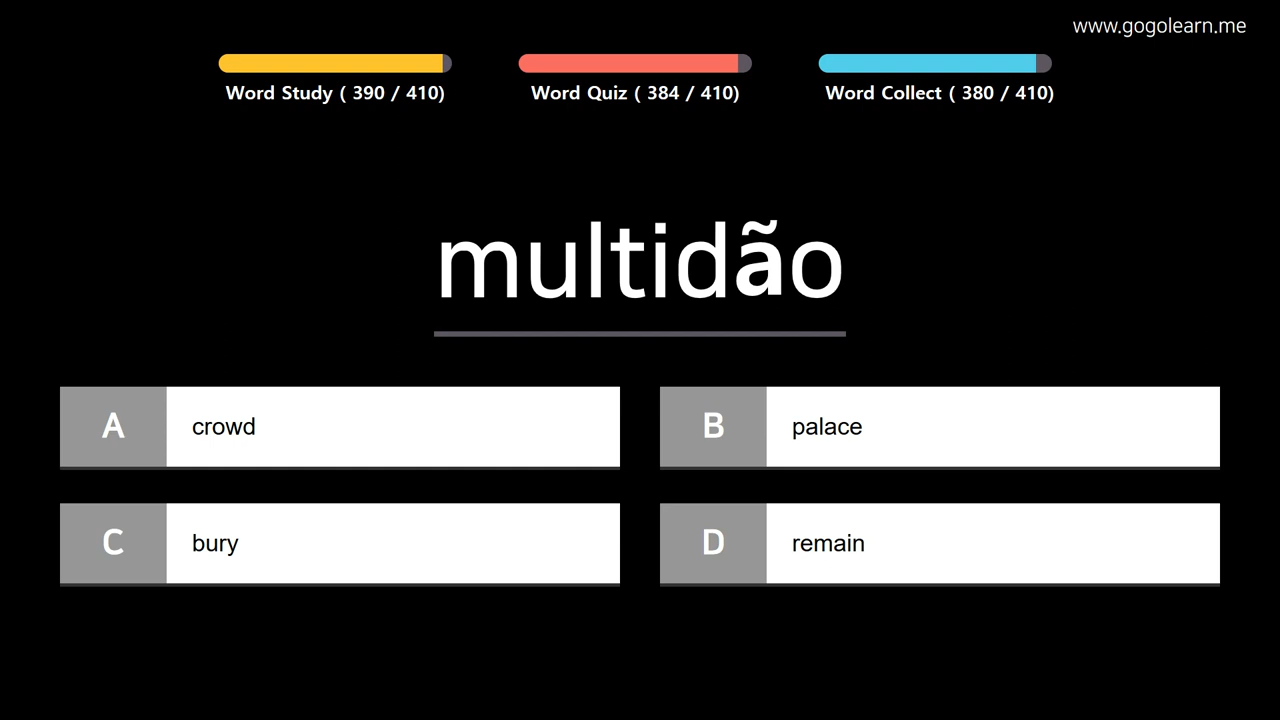 www.gogolearn.me
Word Study ( 390 / 410)
Word Quiz ( 384 / 410)
Word Collect ( 380 / 410)
multidão
A crowd
B palace
C bury
D remain